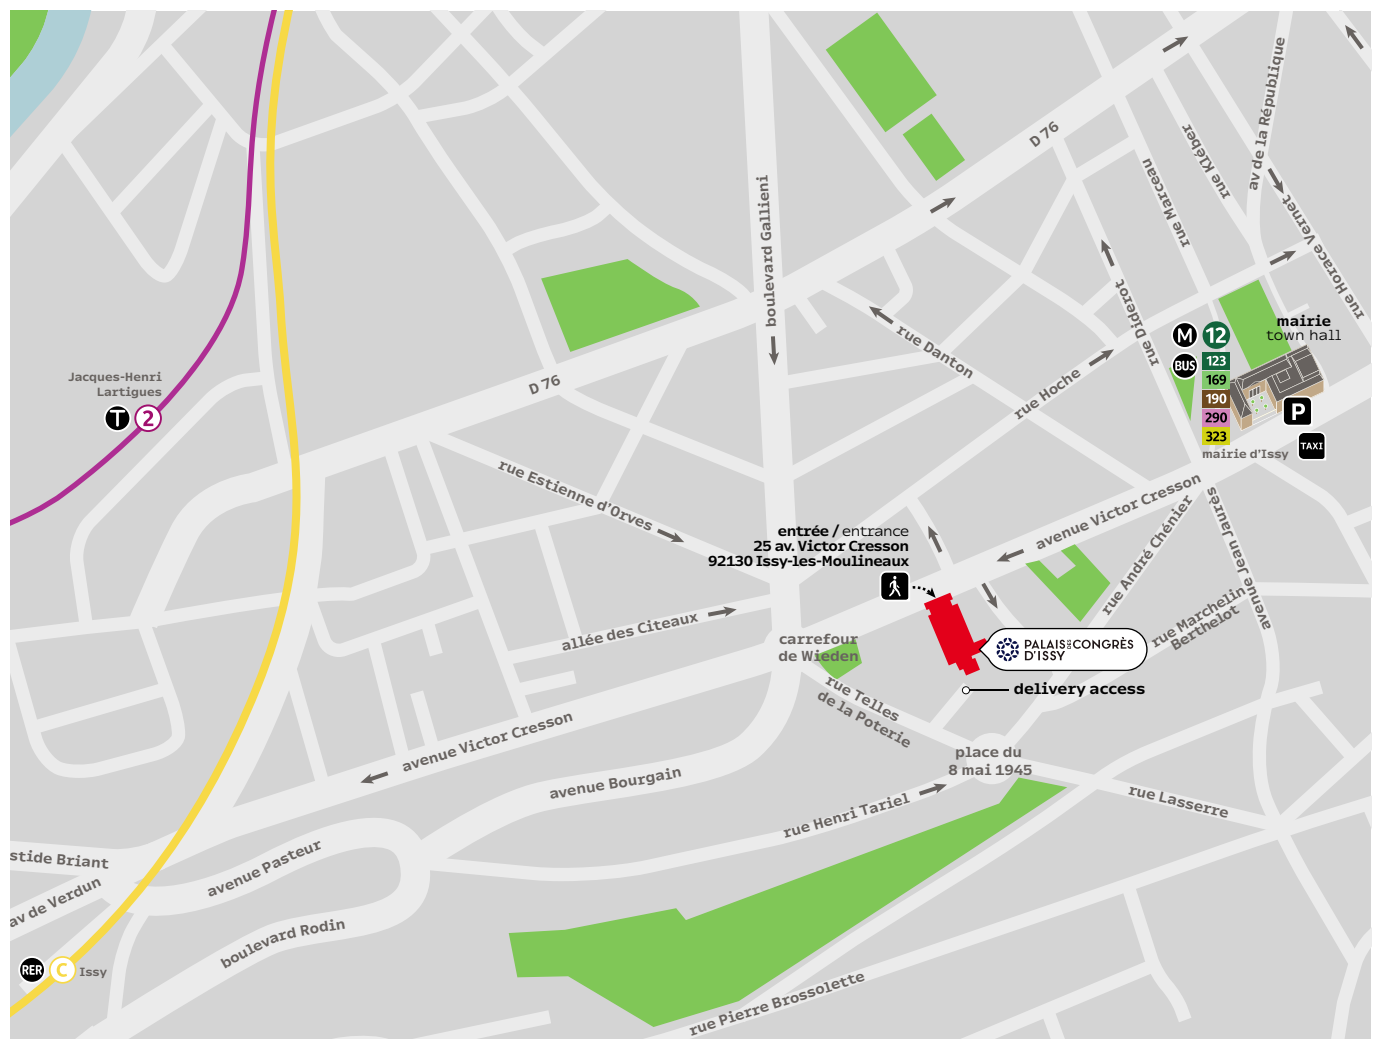 D 76
av de la République
rue Kléber
rue Marceau
rue Horace Vernet
boulevard Gallieni
rue Diderot
mairie
town hall
M 12
BUS 123
169
190
290
323
P
TAXI
mairie d'Issy
rue Danton
rue Hoche
Jacques-Henri
Lartigues
T 2
D 76
rue Estienne d'Orves
avenue Victor Cresson
rue André Chénier
avenue Jean Jaurès
entrée / entrance
25 av. Victor Cresson
92130 Issy-les-Moulineaux
rue Marchelin
Berthelot
allée des Citeaux
carrefour
de Wieden
PALAIS DES CONGRÈS
D'ISSY
delivery access
rue Telles
de la Poterie
avenue Victor Cresson
place du
8 mai 1945
avenue Bourgain
rue Henri Tariel
rue Lasserre
stide Briant
avenue Pasteur
av de Verdun
boulevard Rodin
RER C Issy
rue Pierre Brossolette